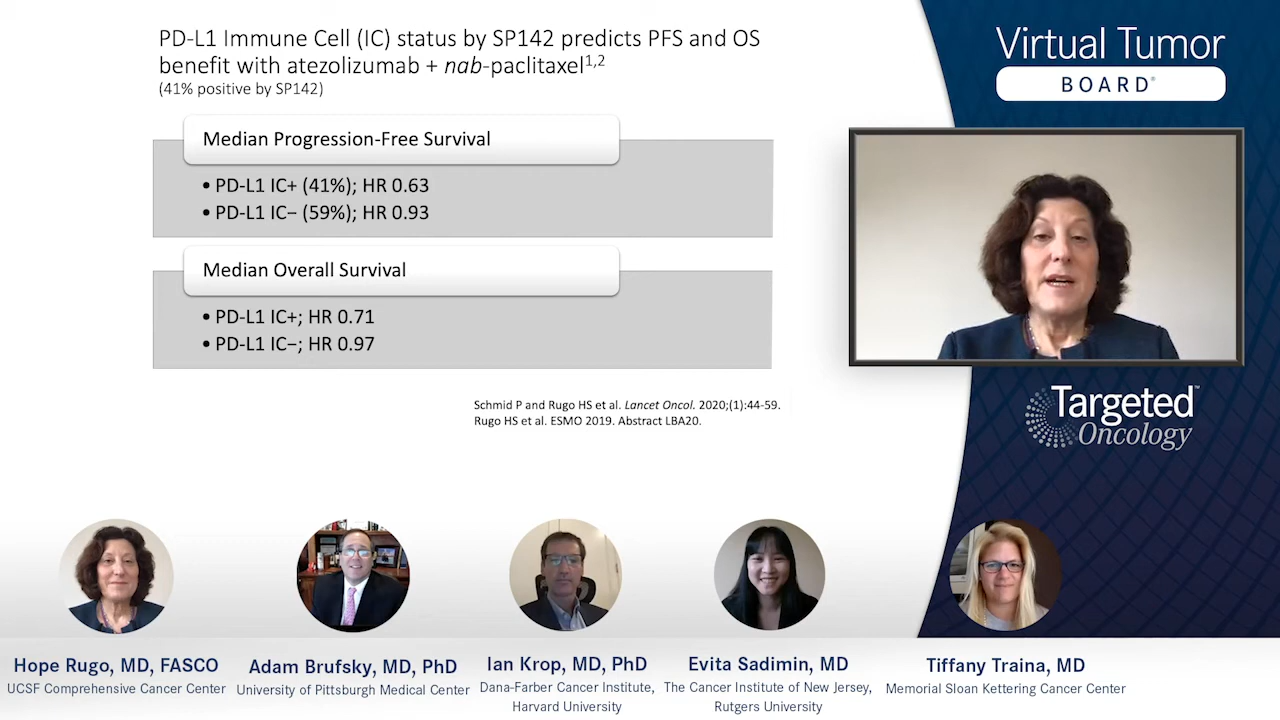 PD-L1 Immune Cell (IC) status by SP142 predicts PFS and OS
benefit with atezolizumab + nab-paclitaxel1,2
(41% positive by SP142)
Median Progression-Free Survival
• PD-L1 IC+ (41%); HR 0.63
• PD-L1 IC− (59%); HR 0.93
Median Overall Survival
• PD-L1 IC+; HR 0.71
• PD-L1 IC−; HR 0.97
Schmid P and Rugo HS et al. Lancet Oncol. 2020;(1):44-59.
Rugo HS et al. ESMO 2019. Abstract LBA20.
Virtual Tumor
BOARD®
Targeted™
Oncology
Hope Rugo, MD, FASCO
UCSF Comprehensive Cancer Center
Adam Brufsky, MD, PhD
University of Pittsburgh Medical Center
Ian Krop, MD, PhD
Dana-Farber Cancer Institute,
Harvard University
Evita Sadimin, MD
The Cancer Institute of New Jersey,
Rutgers University
Tiffany Traina, MD
Memorial Sloan Kettering Cancer Center